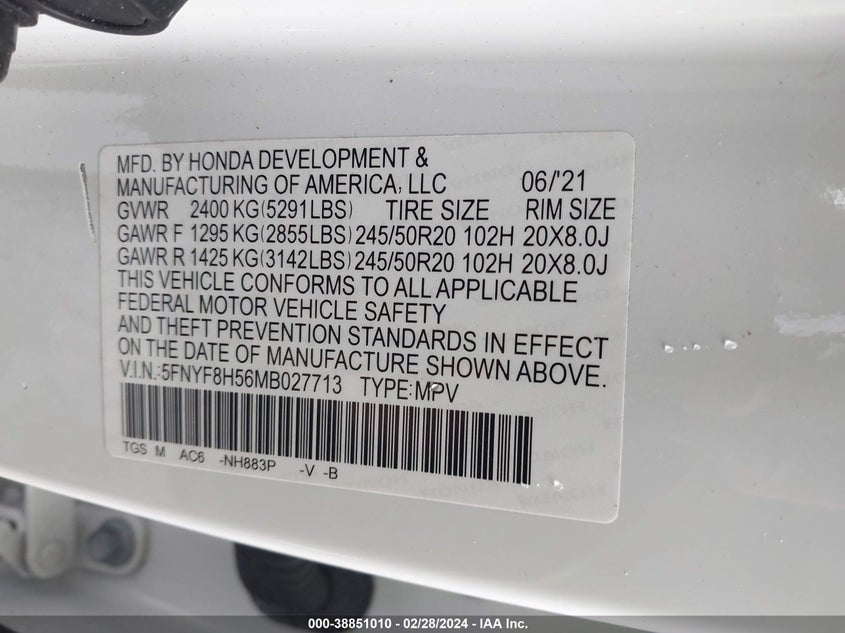 MFD. BY HONDA DEVELOPMENT &
MANUFACTURING OF AMERICA, LLC 06/'21
GVWR 2400 KG(5291LBS) TIRE SIZE RIM SIZE
GAWR F 1295 KG(2855LBS) 245/50R20 102H 20X8.0J
GAWR R 1425 KG(3142LBS) 245/50R20 102H 20X8.0J
THIS VEHICLE CONFORMS TO ALL APPLICABLE
FEDERAL MOTOR VEHICLE SAFETY
AND THEFT PREVENTION STANDARDS IN EFFECT
ON THE DATE OF MANUFACTURE SHOWN ABOVE.
V.I.N.:5FNYF8H56MB027713 TYPE:MPV
TGS M AC6 -NH883P -V -B
000-38851010 - 02/28/2024 - IAA Inc.